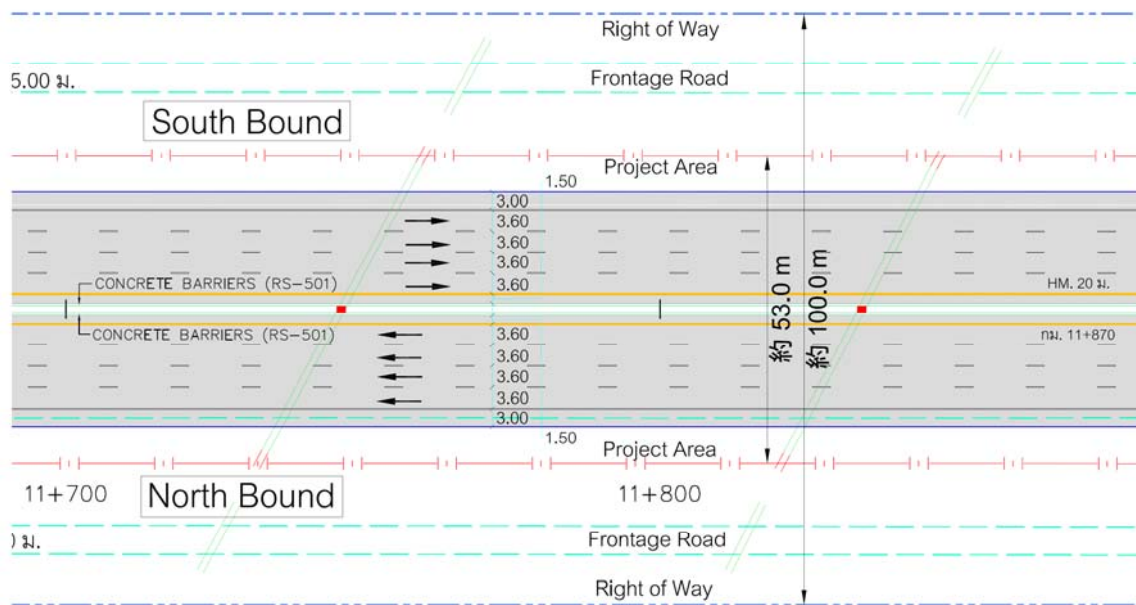 Right of Way
Frontage Road
5.00 ม.
South Bound
Project Area
1.50
3.00
3.60
3.60
3.60
3.60
CONCRETE BARRIERS (RS-501)
HM. 20 ม.
約 53.0 m
約 100.0 m
CONCRETE BARRIERS (RS-501)
3.60
กม. 11+870
3.60
3.60
3.60
3.00
1.50
Project Area
11+700
North Bound
11+800
Frontage Road
ม.
Right of Way